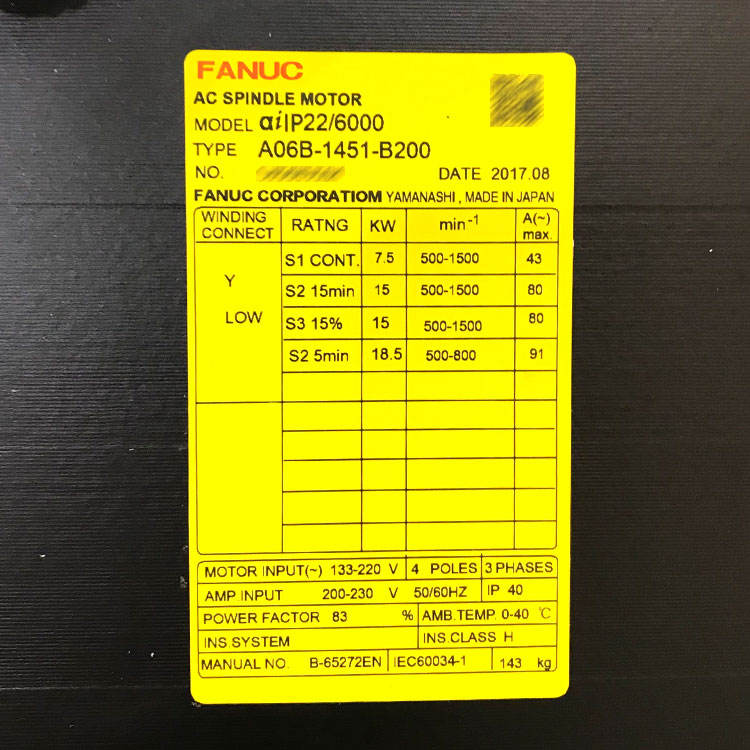 FANUC
AC SPINDLE MOTOR
MODEL αiIP22/6000
TYPE A06B-1451-B200
NO. DATE 2017.08
FANUC CORPORATIOM YAMANASHI, MADE IN JAPAN
WINDING CONNECT RATNG KW min-1 A(~) max.
Y LOW
S1 CONT. 7.5 500-1500 43
S2 15min 15 500-1500 80
S3 15% 15 500-1500 80
S2 5min 18.5 500-800 91
MOTOR INPUT(~) 133-220 V 4 POLES 3 PHASES
AMP INPUT 200-230 V 50/60HZ IP 40
POWER FACTOR 83 % AMB.TEMP. 0-40 ℃
INS.SYSTEM INS.CLASS H
MANUAL NO. B-65272EN IEC60034-1 143 kg